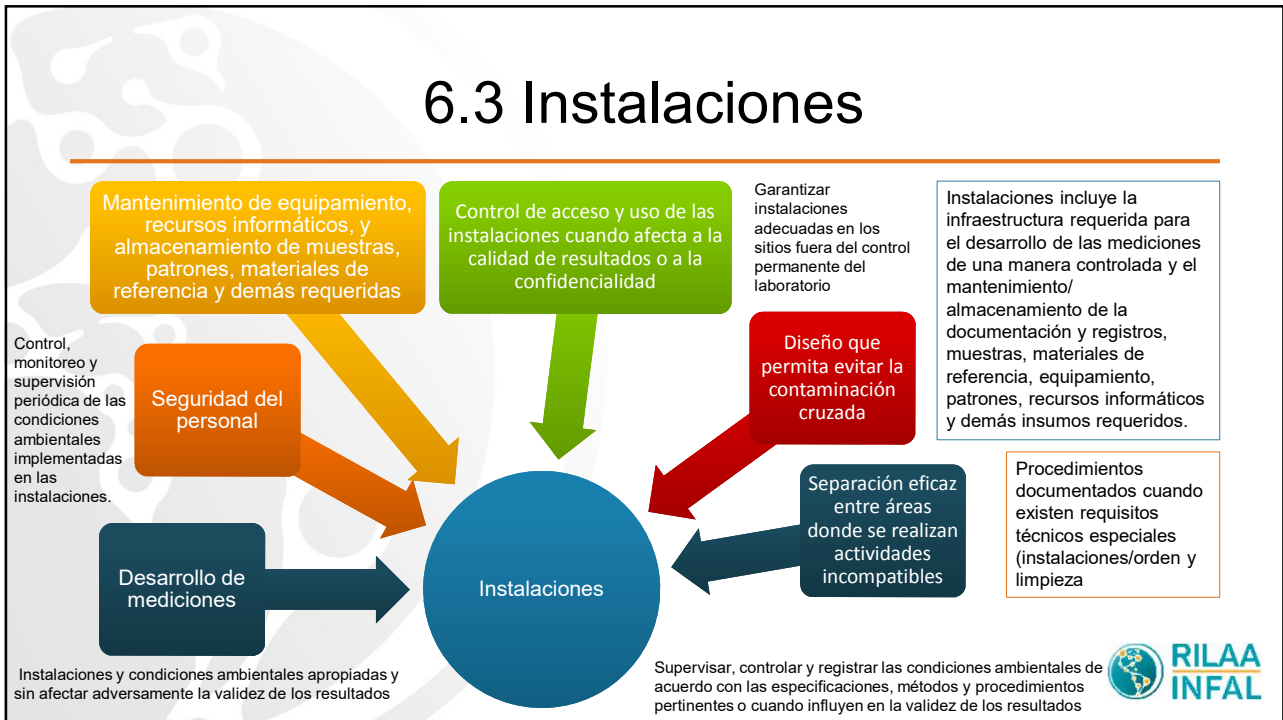 6.3 Instalaciones
Mantenimiento de equipamiento,
recursos informáticos, y
almacenamiento de muestras,
patrones, materiales de
referencia y demás requeridas
Control de acceso y uso de las
instalaciones cuando afecta a la
calidad de resultados o a la
confidencialidad
Garantizar
instalaciones
adecuadas en los
sitios fuera del control
permanente del
laboratorio
Instalaciones incluye la
infraestructura requerida para
el desarrollo de las mediciones
de una manera controlada y el
mantenimiento/
almacenamiento de la
documentación y registros,
muestras, materiales de
referencia, equipamiento,
patrones, recursos informáticos
y demás insumos requeridos.
Control,
monitoreo y
supervisión
periódica de las
condiciones
ambientales
implementadas
en las
instalaciones.
Seguridad del
personal
Diseño que
permita evitar la
contaminación
cruzada
Desarrollo de
mediciones
Instalaciones
Separación eficaz
entre áreas
donde se realizan
actividades
incompatibles
Procedimientos
documentados cuando
existen requisitos
técnicos especiales
(instalaciones/orden y
limpieza
Instalaciones y condiciones ambientales apropiadas y
sin afectar adversamente la validez de los resultados
Supervisar, controlar y registrar las condiciones ambientales de
acuerdo con las especificaciones, métodos y procedimientos
pertinentes o cuando influyen en la validez de los resultados
RILAA
INFAL